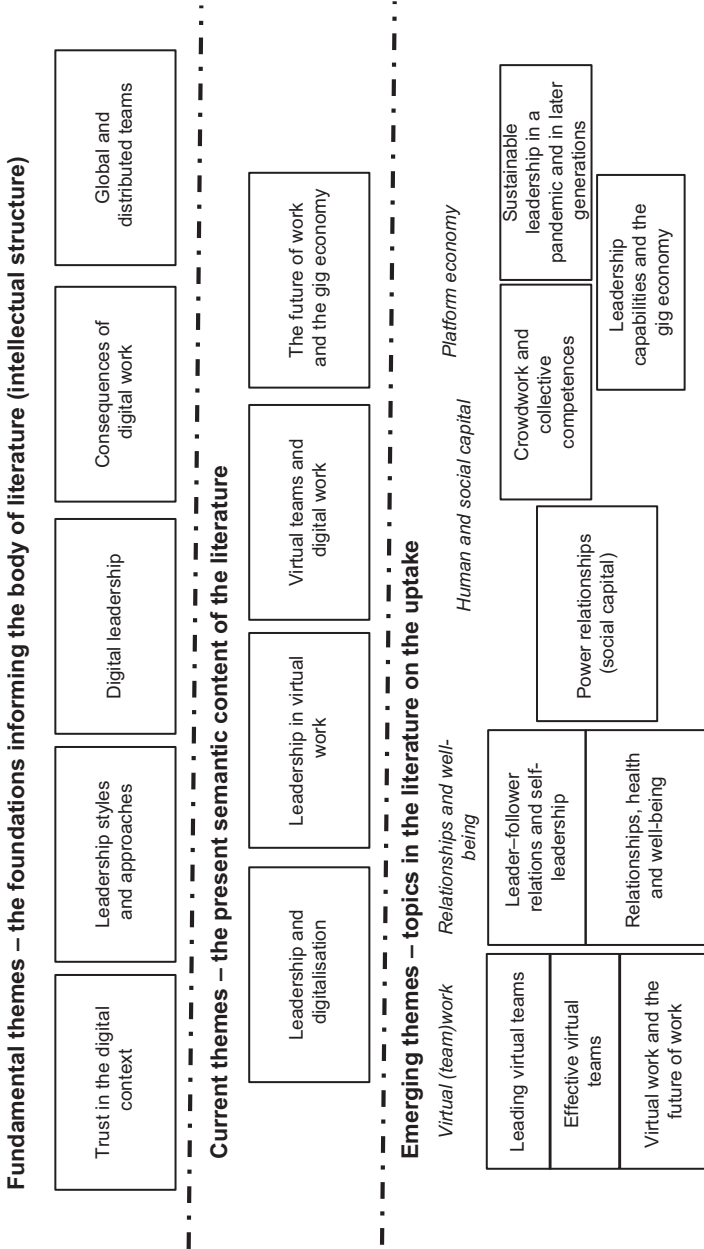 Fundamental themes – the foundations informing the body of literature (intellectual structure)
Trust in the digital
context
Leadership styles
and approaches
Digital leadership
Consequences of
digital work
Global and
distributed teams
Current themes – the present semantic content of the literature
Leadership and
digitalisation
Leadership in virtual
work
Virtual teams and
digital work
The future of work
and the gig economy
Emerging themes – topics in the literature on the uptake
Virtual (team)work
Leading virtual teams
Effective virtual
teams
Virtual work and the
future of work
Relationships and well-
being
Leader–follower
relations and self-
leadership
Relationships, health
and well-being
Human and social capital
Power relationships
(social capital)
Platform economy
Crowdwork and
collective
competences
Sustainable
leadership in a
pandemic and in later
generations
Leadership
capabilities and the
gig economy